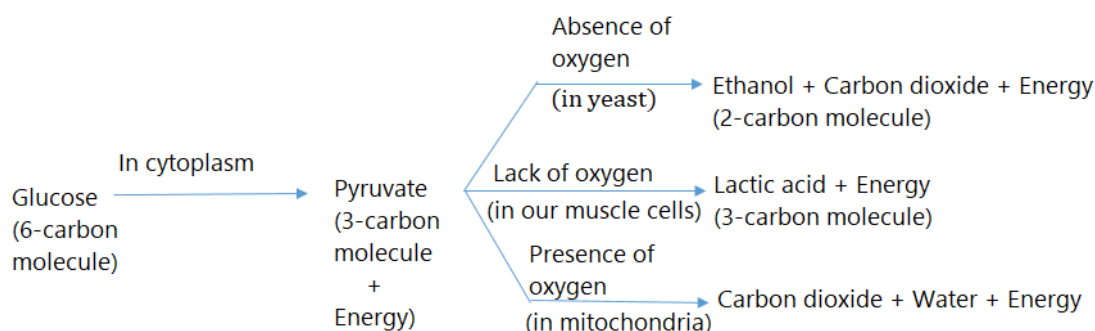 Absence of
oxygen
(in yeast)
Ethanol + Carbon dioxide + Energy
(2-carbon molecule)
In cytoplasm
Glucose
(6-carbon
molecule)
Pyruvate
(3-carbon
molecule
+
Energy)
Lack of oxygen
(in our muscle cells)
Lactic acid + Energy
(3-carbon molecule)
Presence of
oxygen
(in mitochondria)
Carbon dioxide + Water + Energy